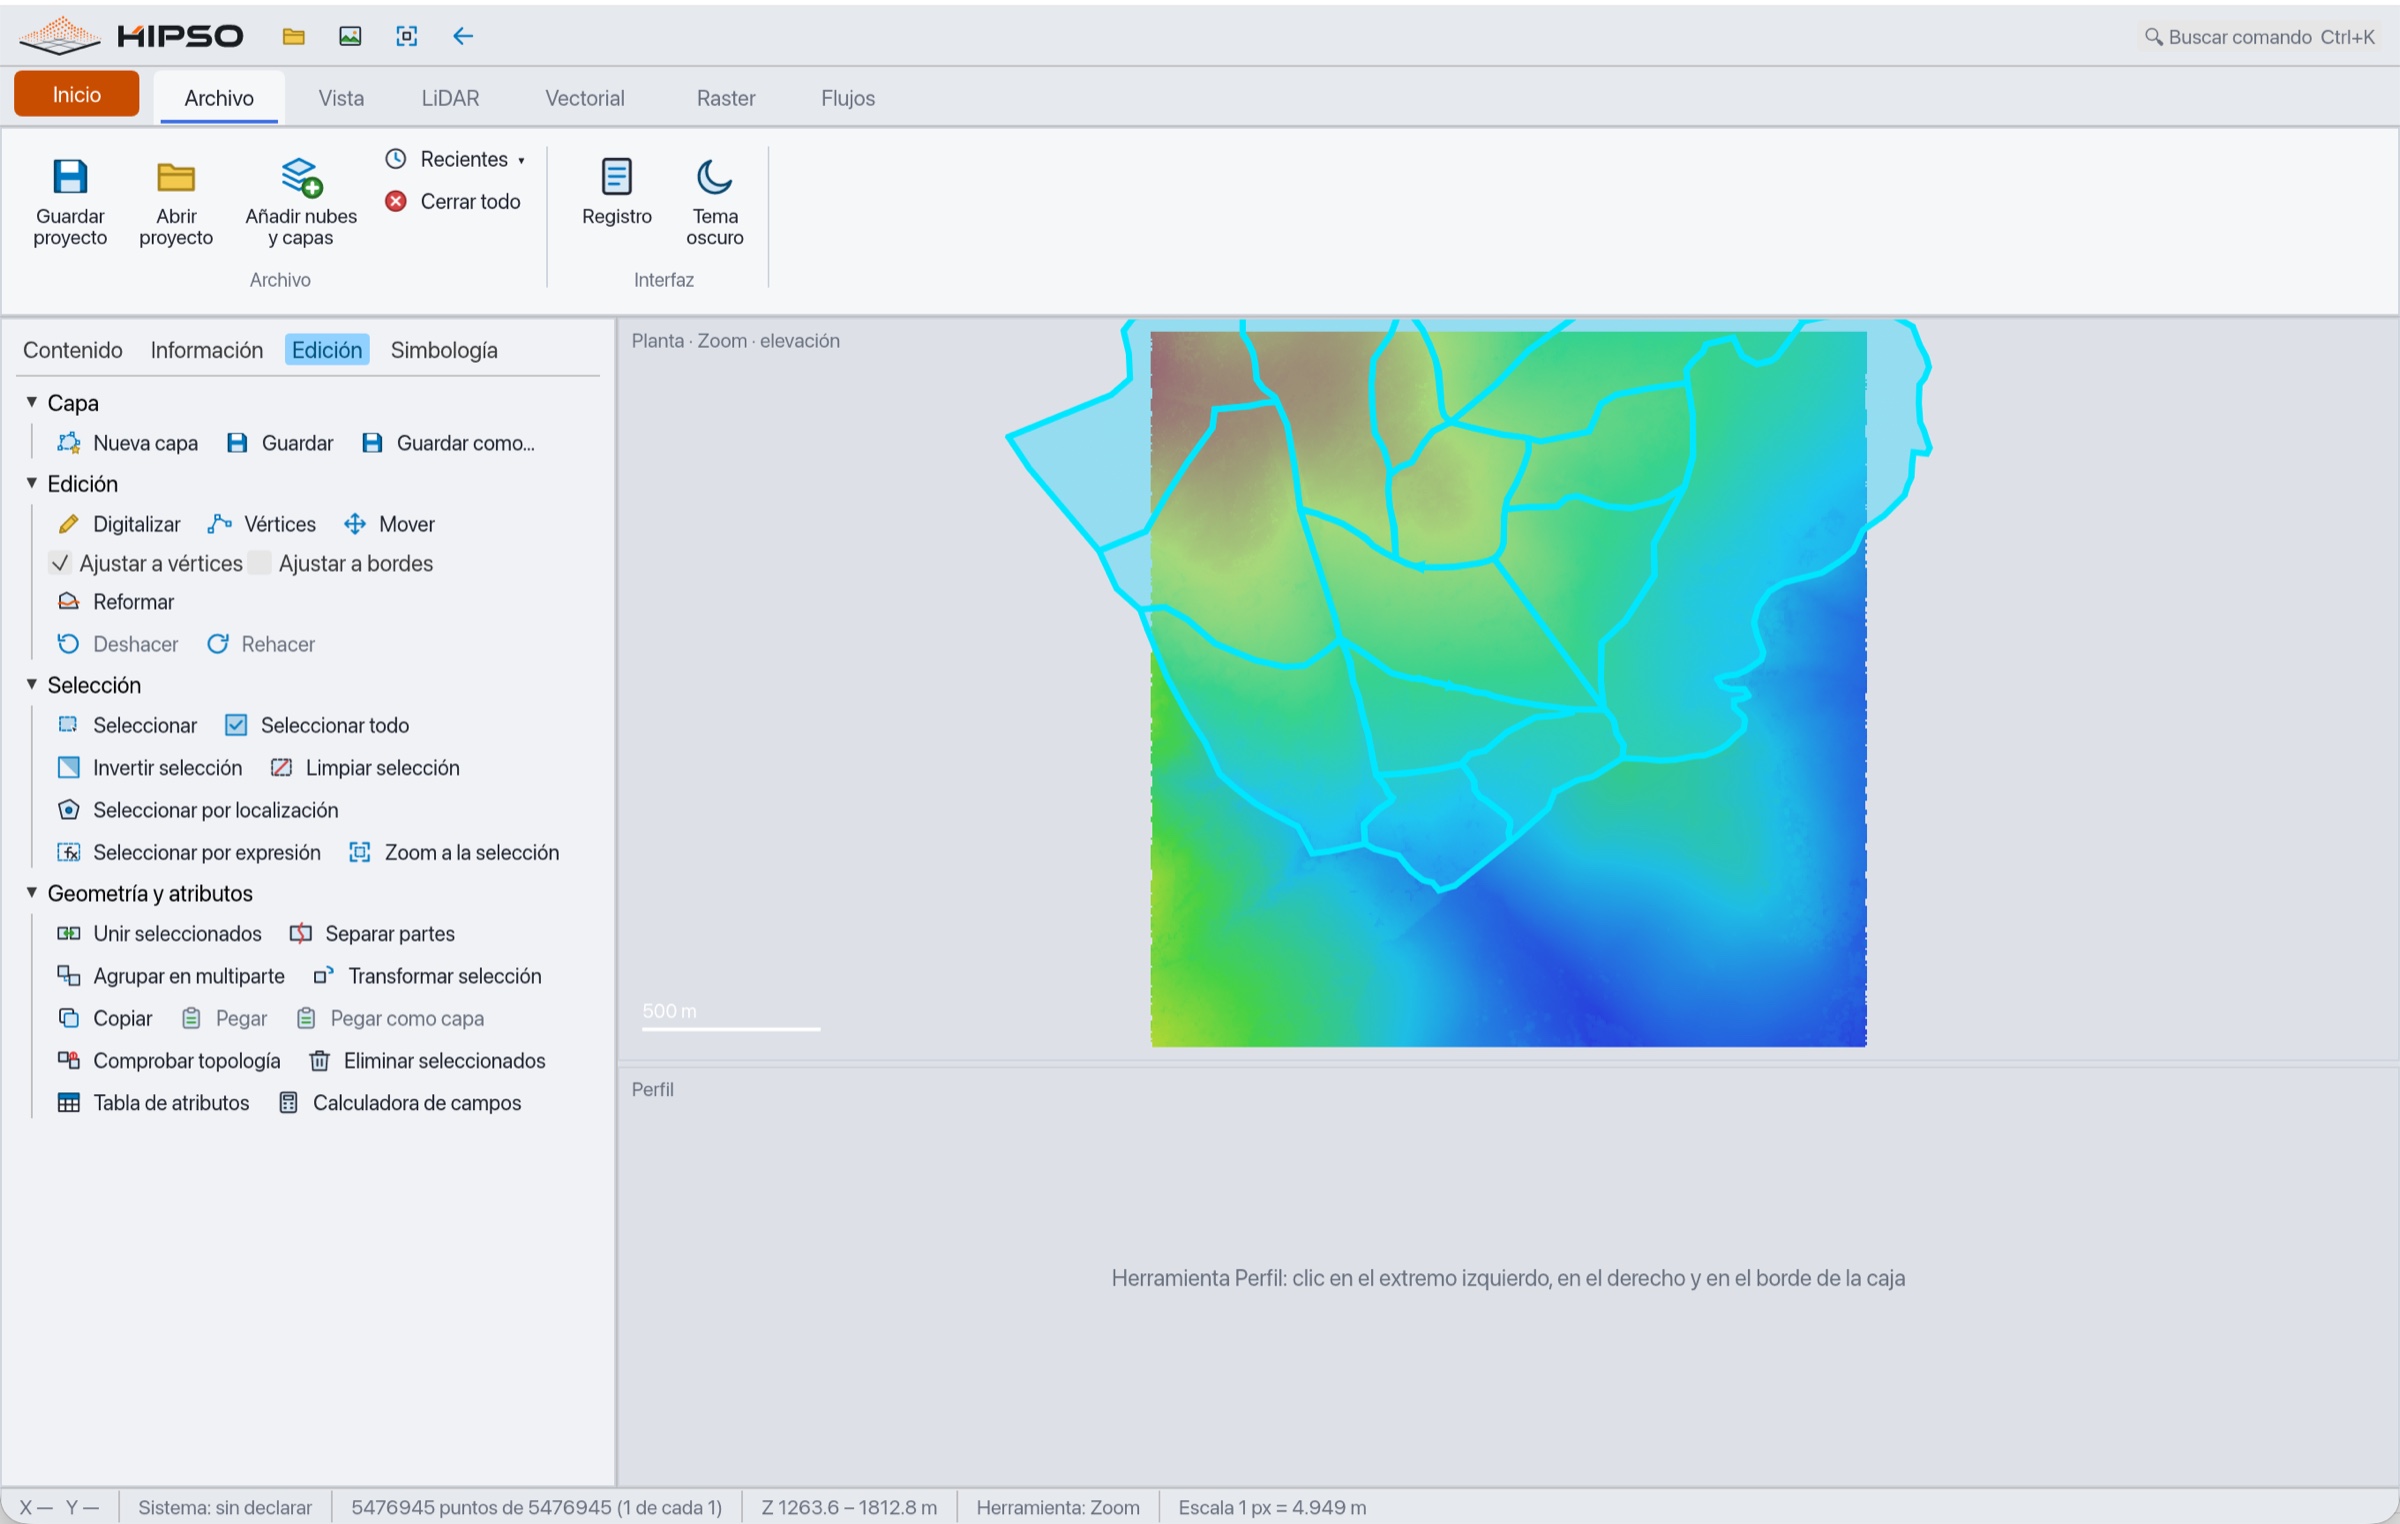 HIPSO
Buscar comando Ctrl+K
Inicio
Archivo
Vista
LiDAR
Vectorial
Raster
Flujos
Guardar
proyecto
Abrir
proyecto
Añadir nubes
y capas
Recientes
Cerrar todo
Archivo
Registro
Tema
oscuro
Interfaz
Contenido
Información
Edición
Simbología
Capa
Nueva capa
Guardar
Guardar como...
Edición
Digitalizar
Vértices
Mover
Ajustar a vértices
Ajustar a bordes
Reformar
Deshacer
Rehacer
Selección
Seleccionar
Seleccionar todo
Invertir selección
Limpiar selección
Seleccionar por localización
Seleccionar por expresión
Zoom a la selección
Geometría y atributos
Unir seleccionados
Separar partes
Agrupar en multiparte
Transformar selección
Copiar
Pegar
Pegar como capa
Comprobar topología
Eliminar seleccionados
Tabla de atributos
Calculadora de campos
Planta · Zoom · elevación
500 m
Perfil
Herramienta Perfil: clic en el extremo izquierdo, en el derecho y en el borde de la caja
X — Y —
Sistema: sin declarar
5476945 puntos de 5476945 (1 de cada 1)
Z 1263.6 – 1812.8 m
Herramienta: Zoom
Escala 1 px = 4.949 m